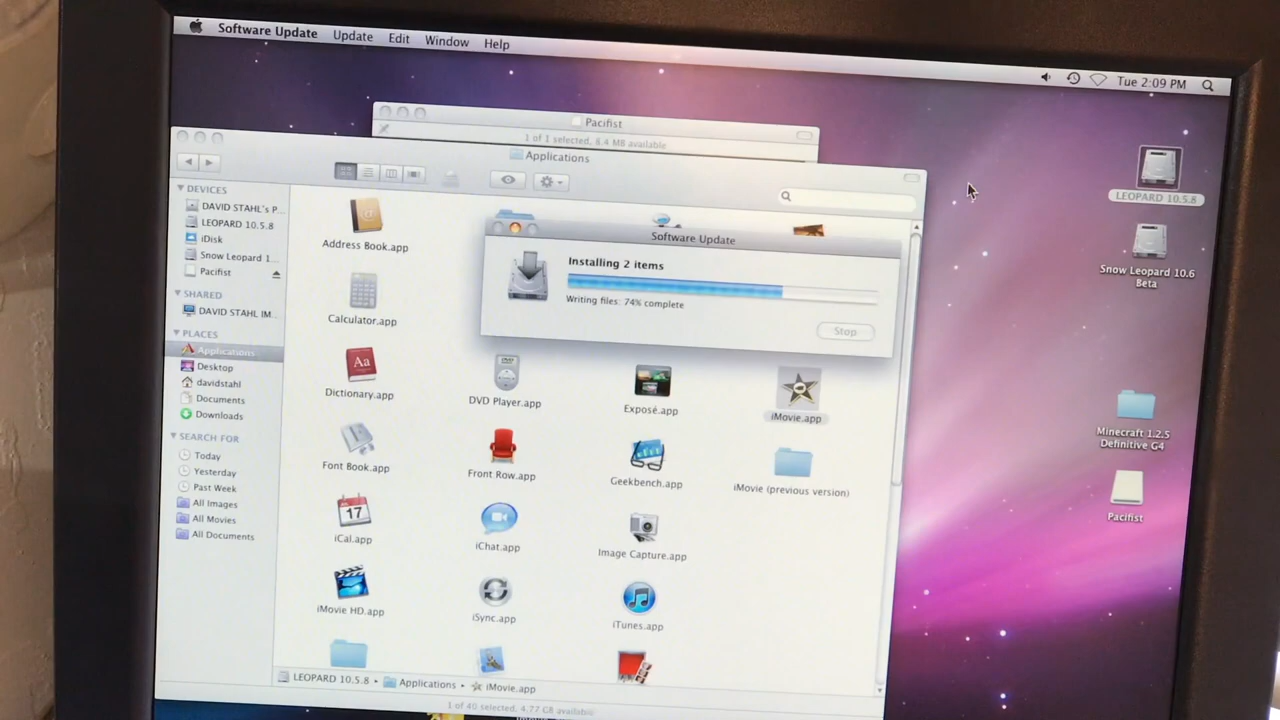 Software Update Update Edit Window Help
Tue 2:09 PM
Pacifist
1 of 1 selected, 8.4 MB available
Applications
DEVICES
DAVID STAHL's P...
LEOPARD 10.5.8
iDisk
Snow Leopard 1...
Pacifist
SHARED
DAVID STAHL IM...
PLACES
Applications
Desktop
davidstahl
Documents
Downloads
SEARCH FOR
Today
Yesterday
Past Week
All Images
All Movies
All Documents
Address Book.app
Calculator.app
Aa
Dictionary.app
DVD
DVD Player.app
Exposé.app
iMovie.app
Font Book.app
Front Row.app
Geekbench.app
iMovie (previous version)
17
iCal.app
iChat.app
Image Capture.app
iMovie HD.app
iSync.app
iTunes.app
Software Update
Installing 2 items
Writing files: 74% complete
Stop
LEOPARD 10.5.8 ▸ Applications ▸ iMovie.app
1 of 40 selected, 4.77 GB available
LEOPARD 10.5.8
Snow Leopard 10.6
Beta
Minecraft 1.2.5
Definitive G4
Pacifist